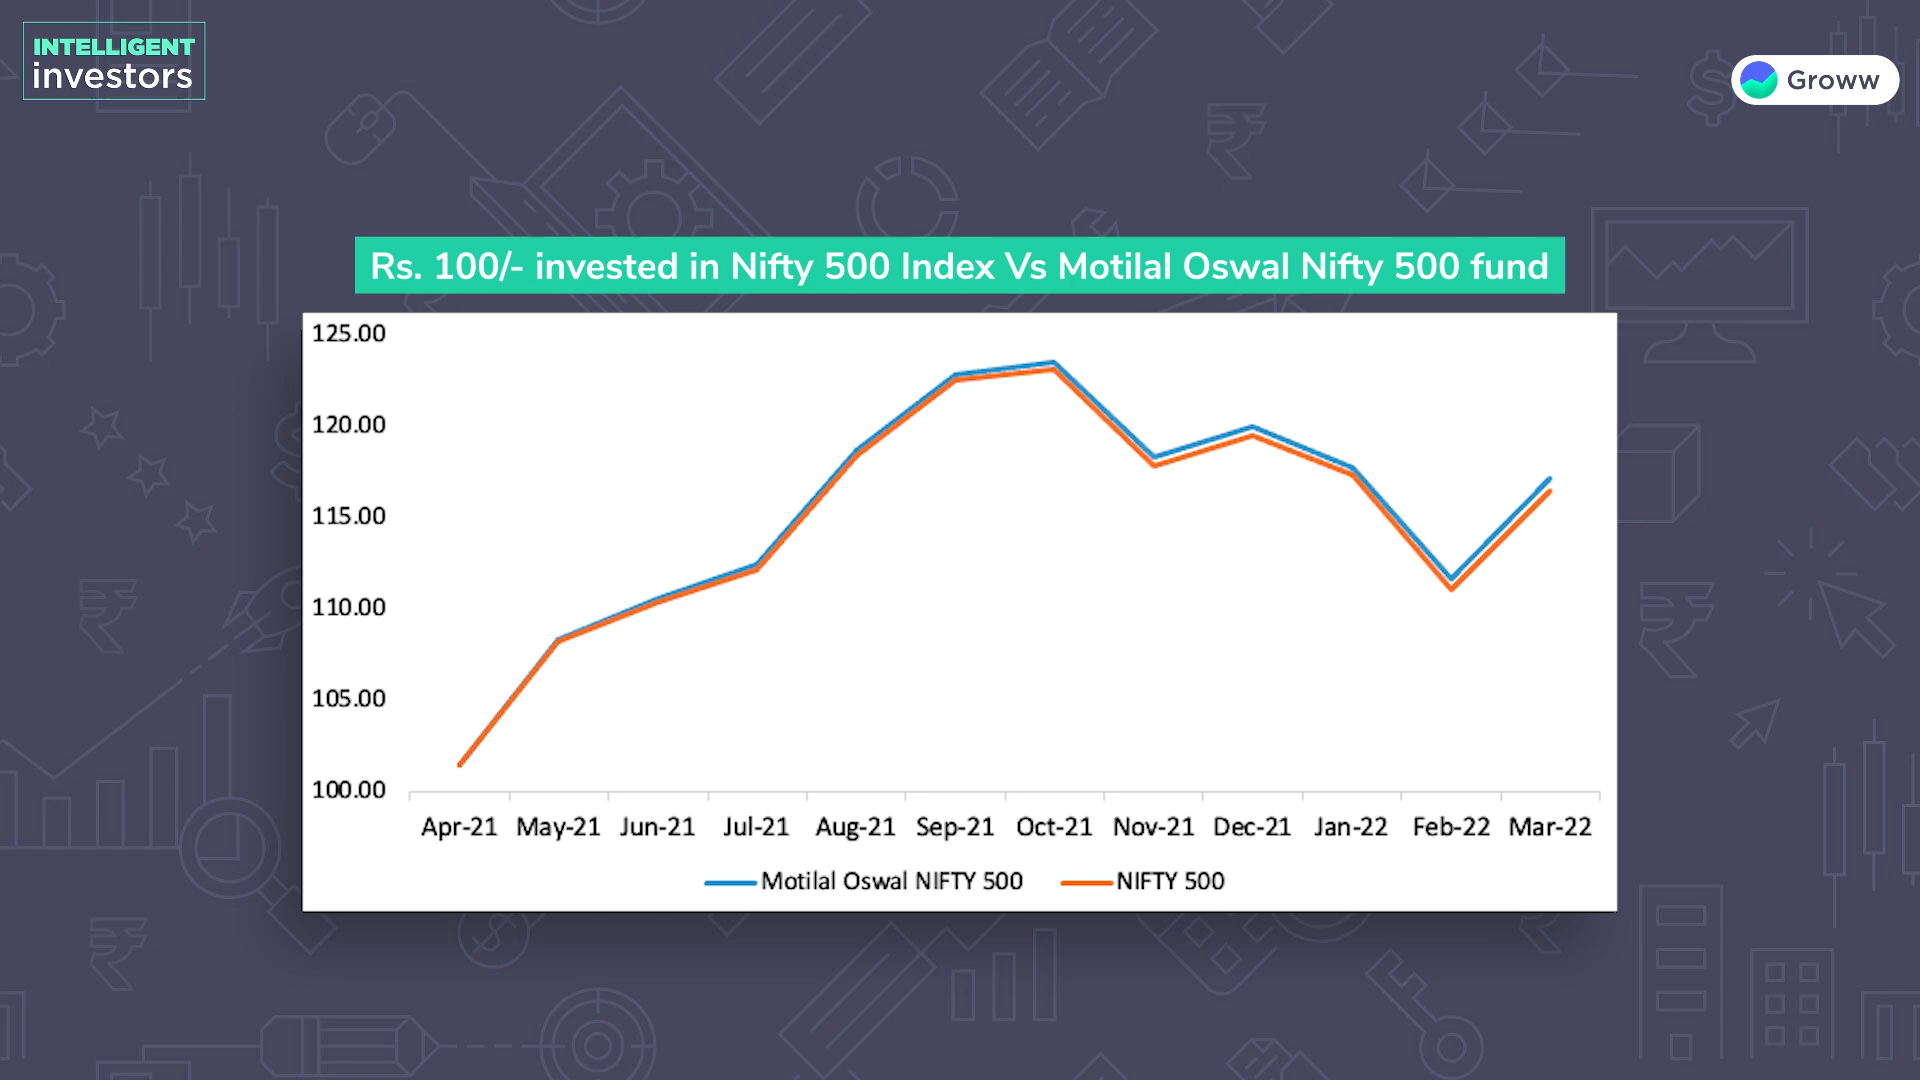 INTELLIGENT
investors
Groww
Rs. 100/- invested in Nifty 500 Index Vs Motilal Oswal Nifty 500 fund
125.00
120.00
115.00
110.00
105.00
100.00
Apr-21 May-21 Jun-21 Jul-21 Aug-21 Sep-21 Oct-21 Nov-21 Dec-21 Jan-22 Feb-22 Mar-22
Motilal Oswal NIFTY 500 NIFTY 500